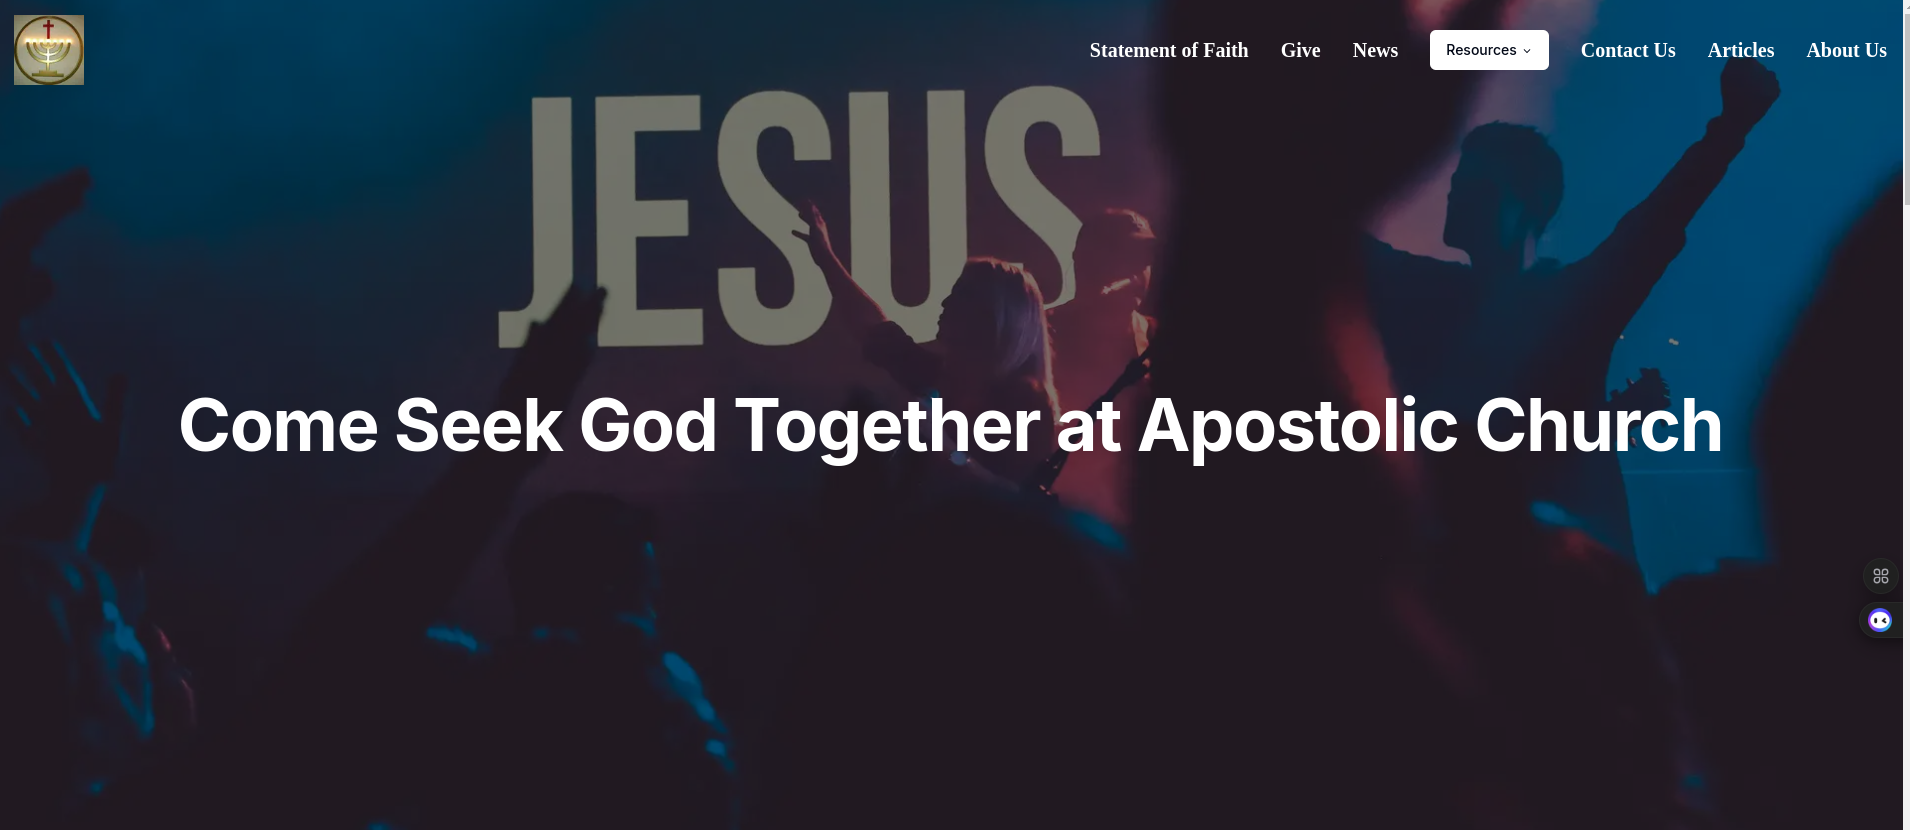 Statement of Faith Give News Resources Contact Us Articles About Us
JESUS
Come Seek God Together at Apostolic Church